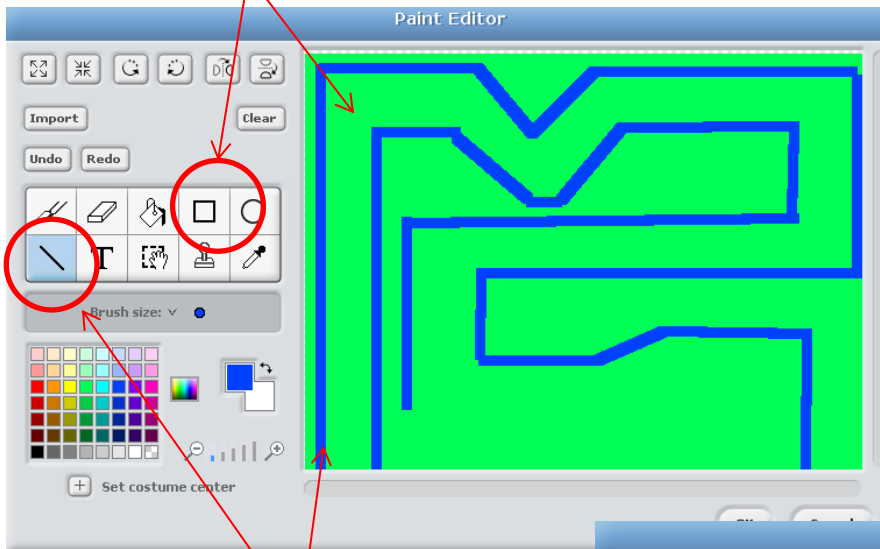 Paint Editor
Import
Clear
Undo
Redo
T
Brush size:
Set costume center